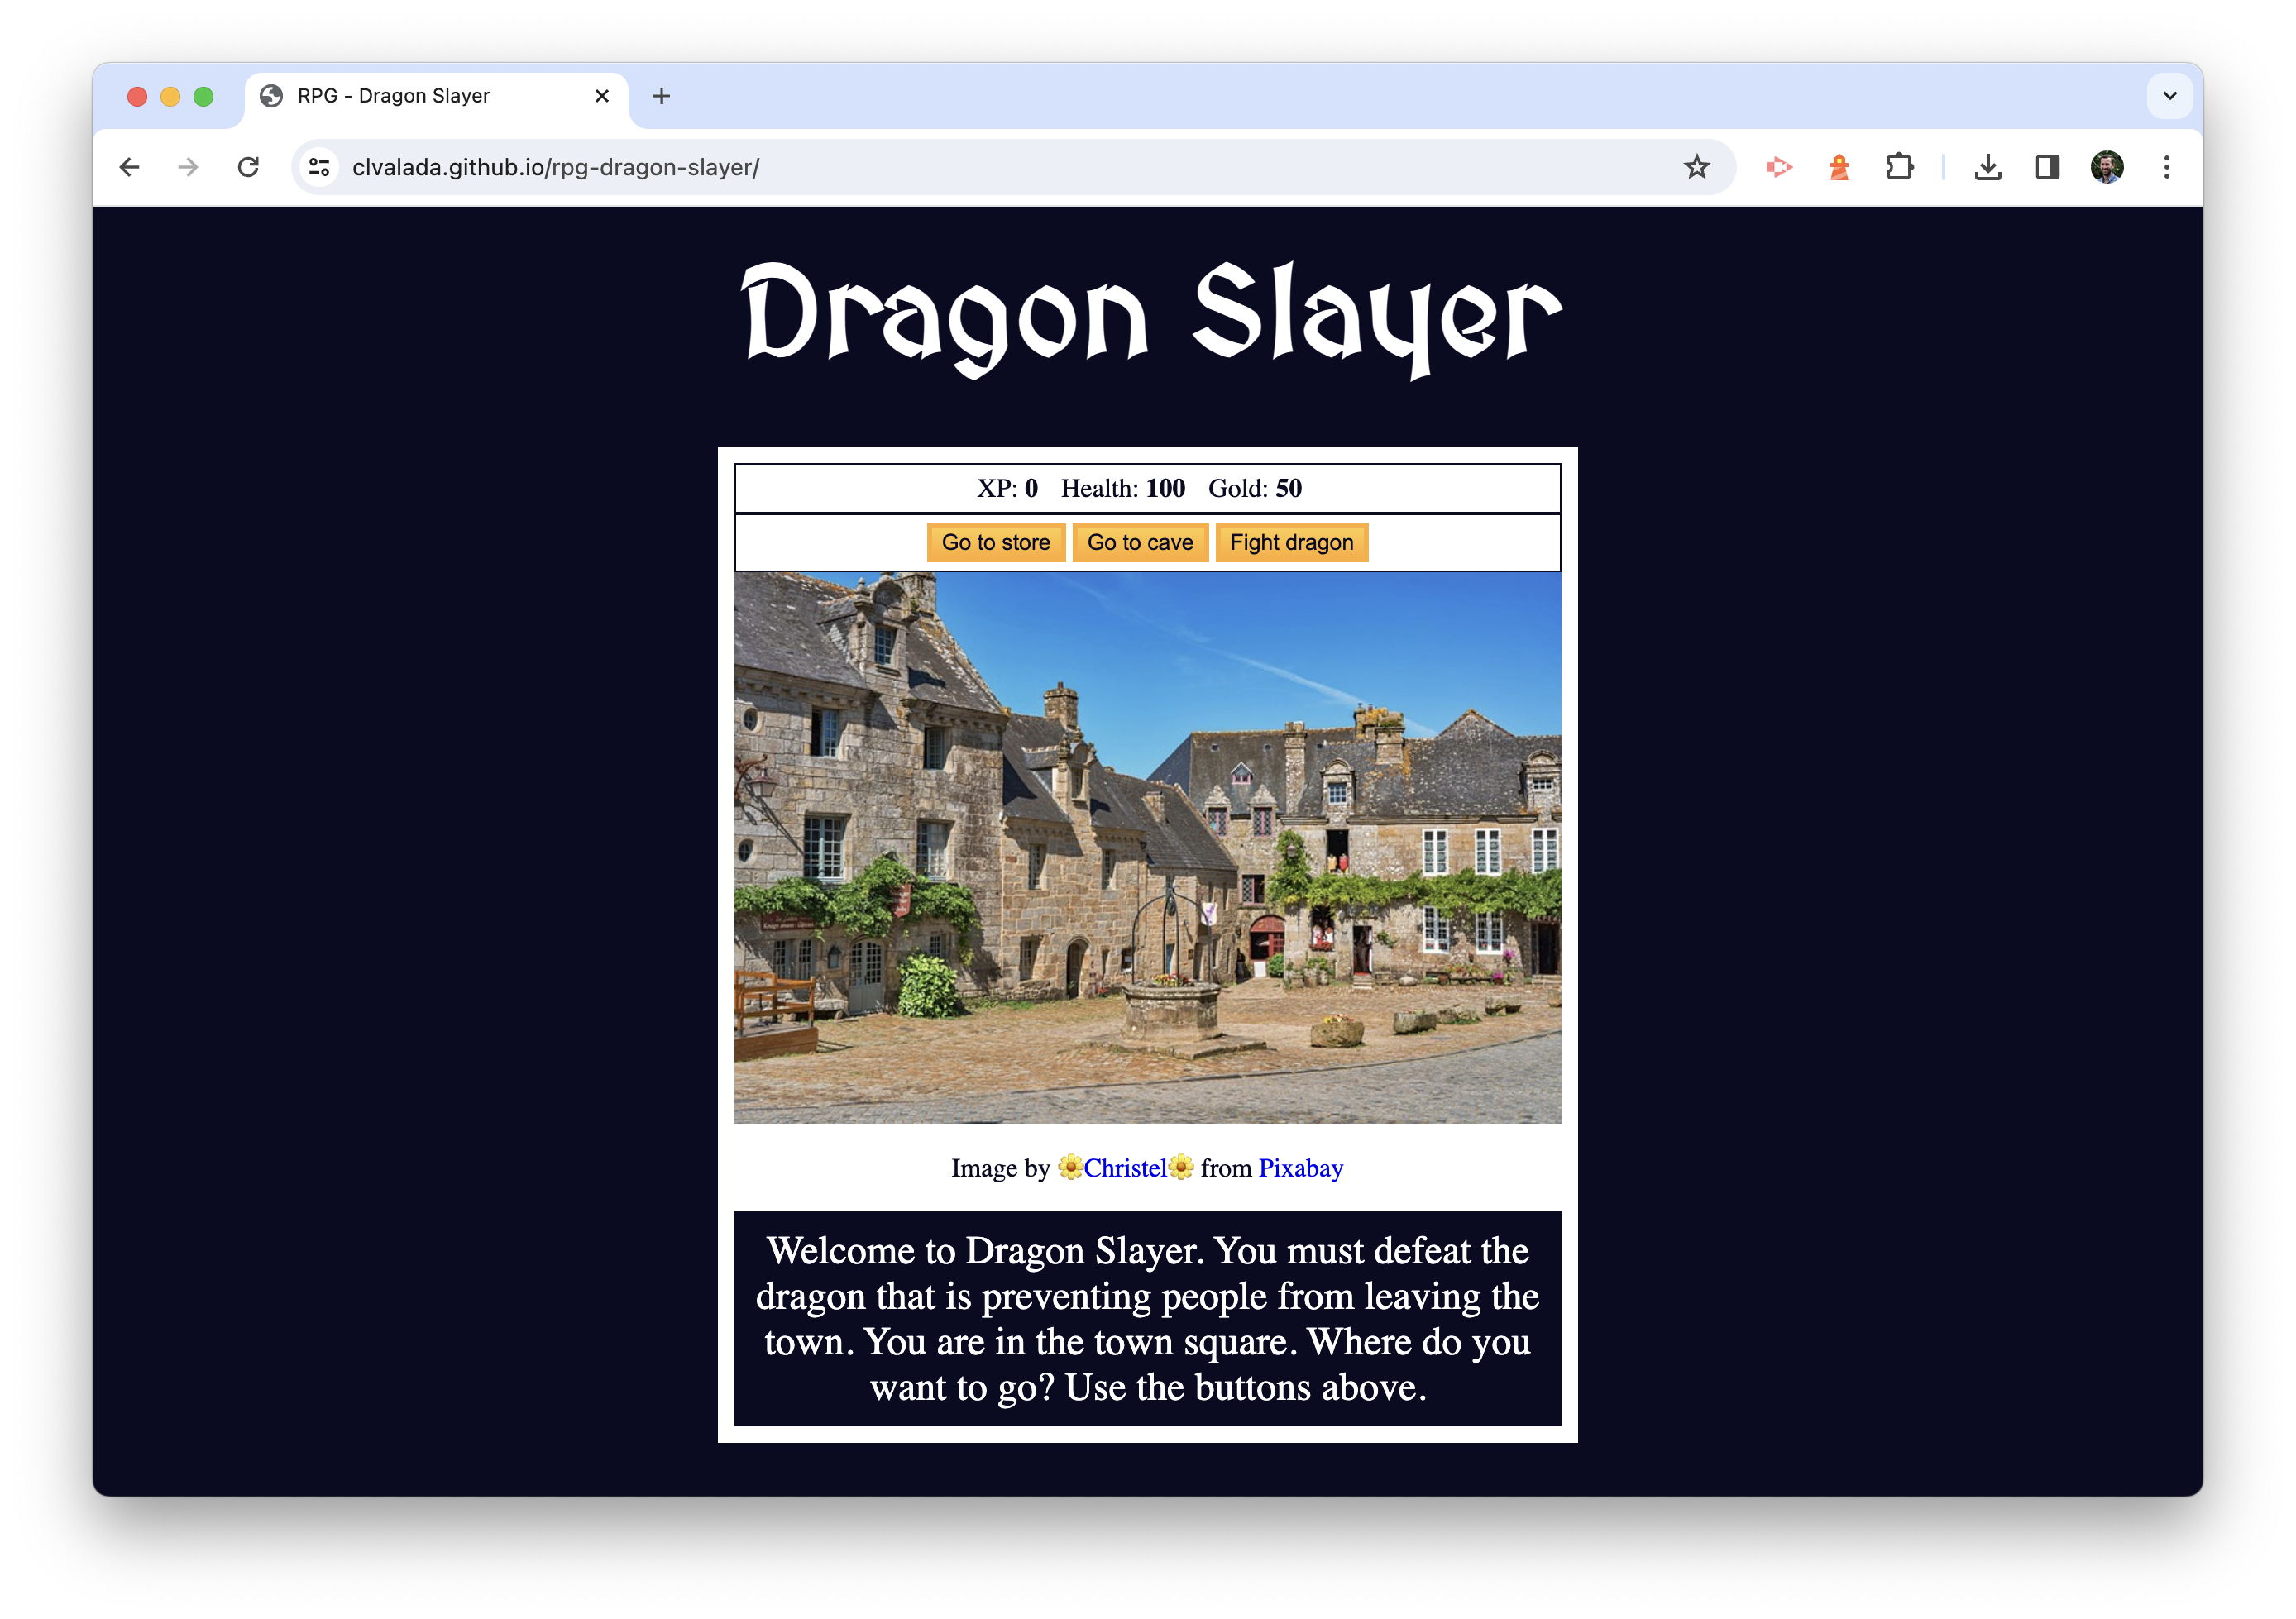 RPG - Dragon Slayer
clvalada.github.io/rpg-dragon-slayer/
Dragon Slayer
XP: 0 Health: 100 Gold: 50
Go to store Go to cave Fight dragon
Image by 🌼Christel🌼 from Pixabay
Welcome to Dragon Slayer. You must defeat the
dragon that is preventing people from leaving the
town. You are in the town square. Where do you
want to go? Use the buttons above.